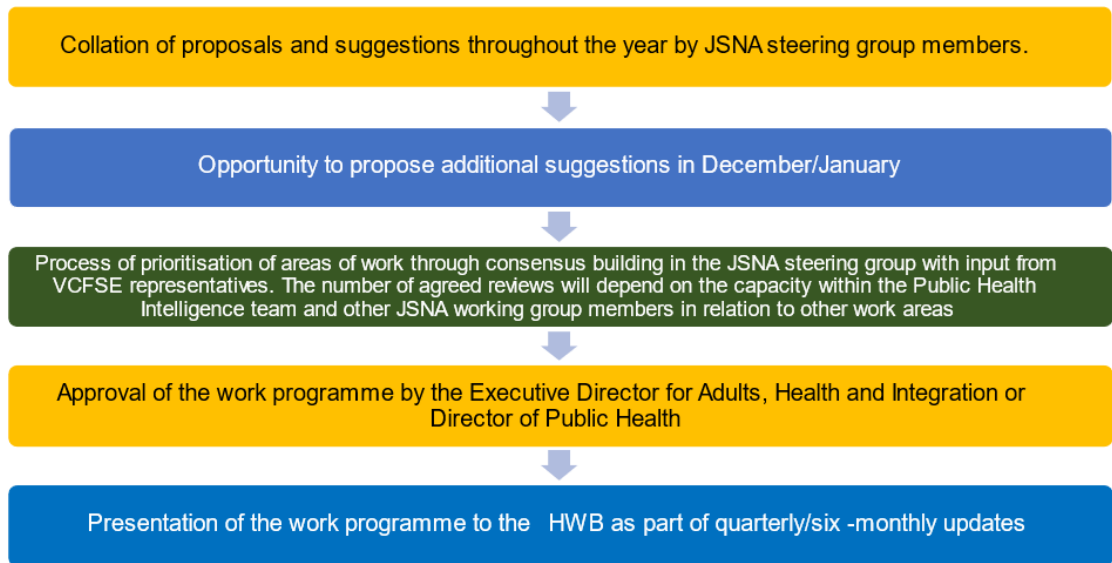 Collation of proposals and suggestions throughout the year by JSNA steering group members.
Opportunity to propose additional suggestions in December/January
Process of prioritisation of areas of work through consensus building in the JSNA steering group with input from
VCFSE representatives. The number of agreed reviews will depend on the capacity within the Public Health
Intelligence team and other JSNA working group members in relation to other work areas
Approval of the work programme by the Executive Director for Adults, Health and Integration or
Director of Public Health
Presentation of the work programme to the HWB as part of quarterly/six -monthly updates